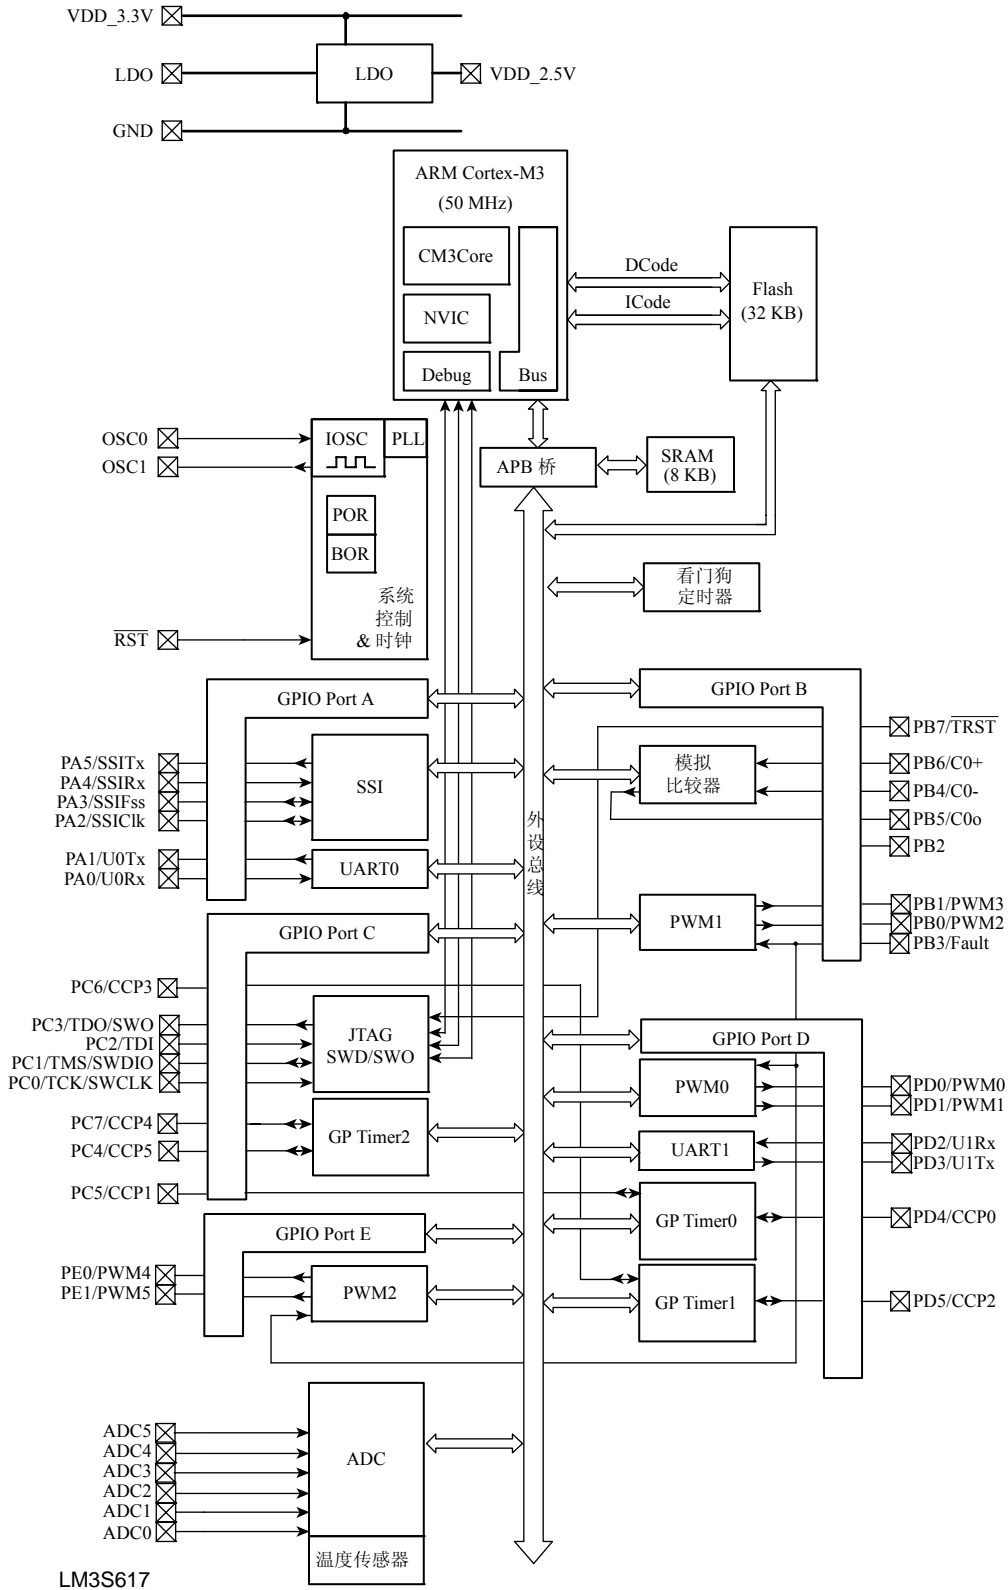 VDD_3.3V
LDO
LDO
VDD_2.5V
GND
ARM Cortex-M3
(50 MHz)
CM3Core
NVIC
Debug
Bus
DCode
ICode
Flash
(32 KB)
OSC0
OSC1
IOSC
PLL
POR
BOR
系统
控制
& 时钟
RST
APB 桥
SRAM
(8 KB)
看门狗
定时器
外设总线
GPIO Port A
PA5/SSITx
PA4/SSIRx
PA3/SSIFss
PA2/SSIClk
SSI
PA1/U0Tx
PA0/U0Rx
UART0
GPIO Port B
PB7/TRST
模拟
比较器
PB6/C0+
PB4/C0-
PB5/C0o
PB2
PWM1
PB1/PWM3
PB0/PWM2
PB3/Fault
GPIO Port C
PC6/CCP3
PC3/TDO/SWO
PC2/TDI
PC1/TMS/SWDIO
PC0/TCK/SWCLK
JTAG
SWD/SWO
PC7/CCP4
PC4/CCP5
GP Timer2
PC5/CCP1
GPIO Port D
PWM0
PD0/PWM0
PD1/PWM1
UART1
PD2/U1Rx
PD3/U1Tx
GP Timer0
PD4/CCP0
GP Timer1
PD5/CCP2
GPIO Port E
PE0/PWM4
PE1/PWM5
PWM2
ADC5
ADC4
ADC3
ADC2
ADC1
ADC0
ADC
温度传感器
LM3S617